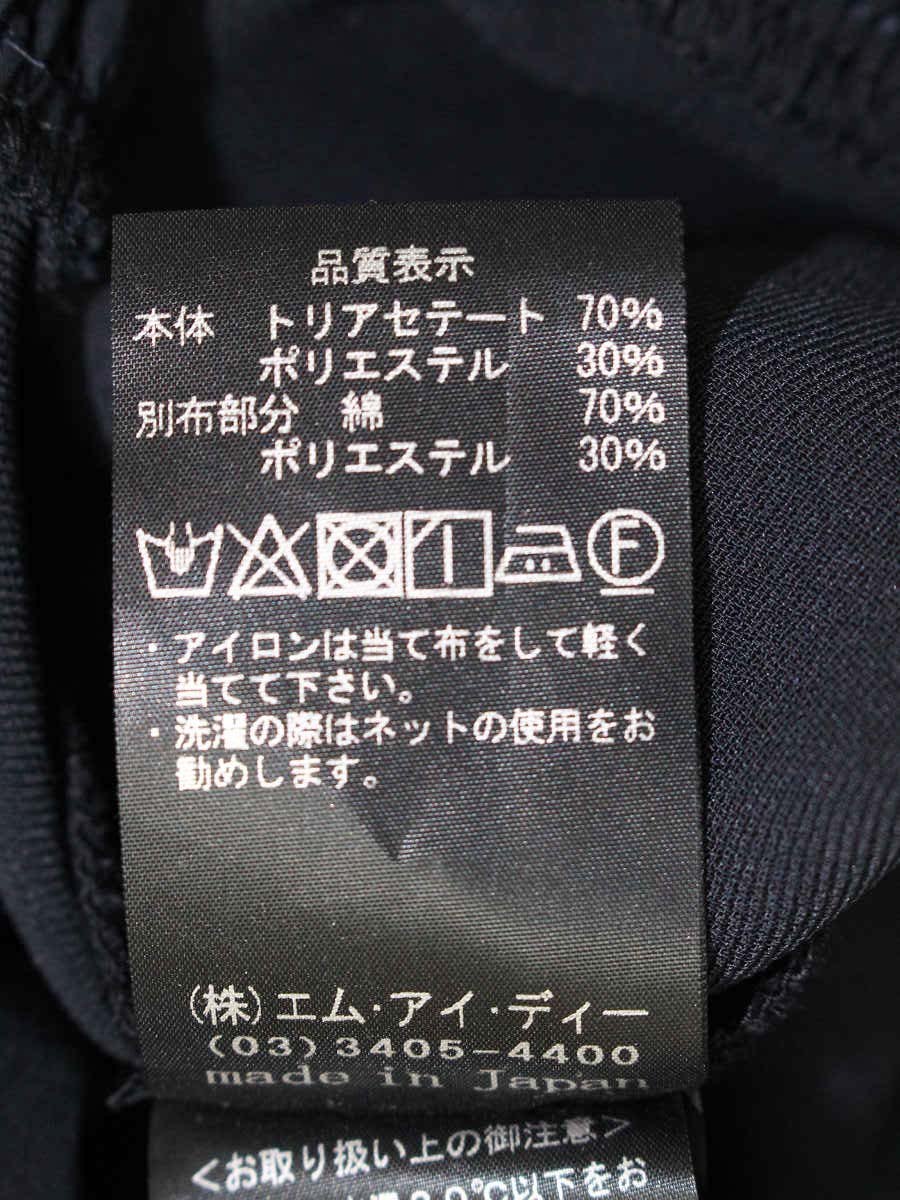 品質表示
本体 トリアセテート 70%
ポリエステル 30%
別布部分 綿 70%
ポリエステル 30%
F
・アイロンは当て布をして軽く
当てて下さい。
・洗濯の際はネットの使用をお
勧めします。
(株)エム・アイ・ディー
(03)3405-4400
made in Japan
<お取り扱い上の御注意>
℃以下をお